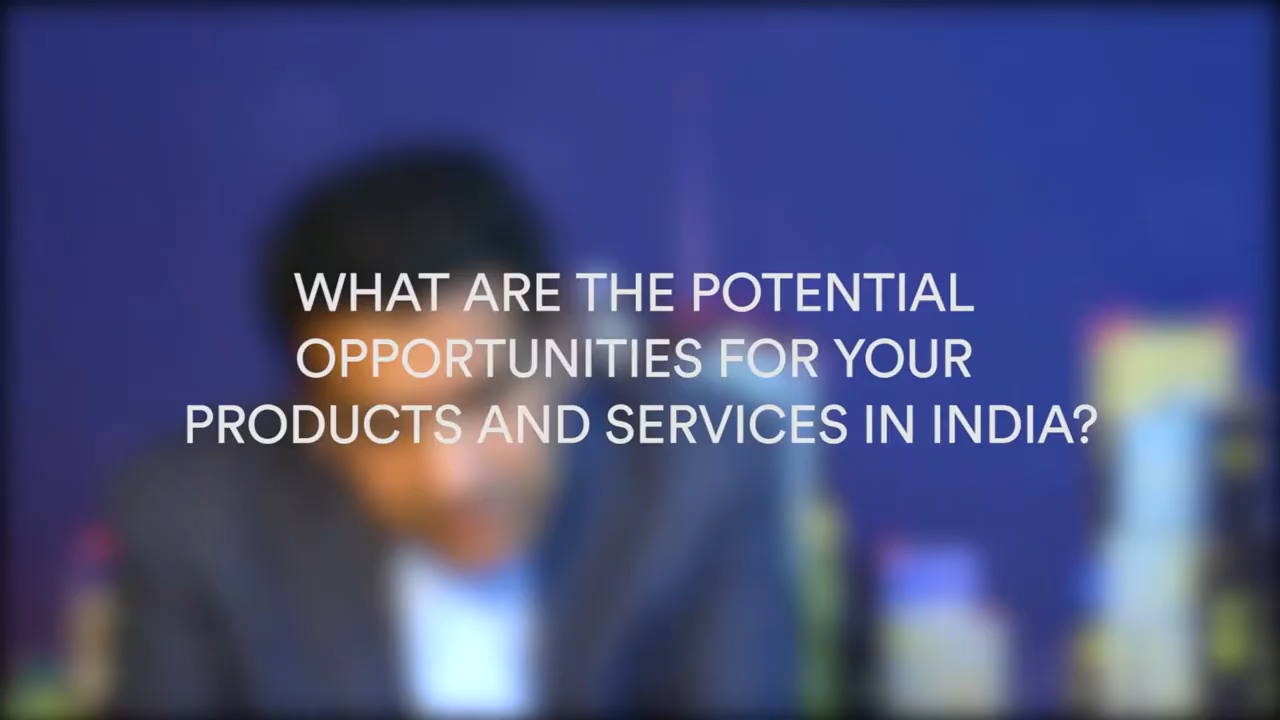 WHAT ARE THE POTENTIAL
OPPORTUNITIES FOR YOUR
PRODUCTS AND SERVICES IN INDIA?